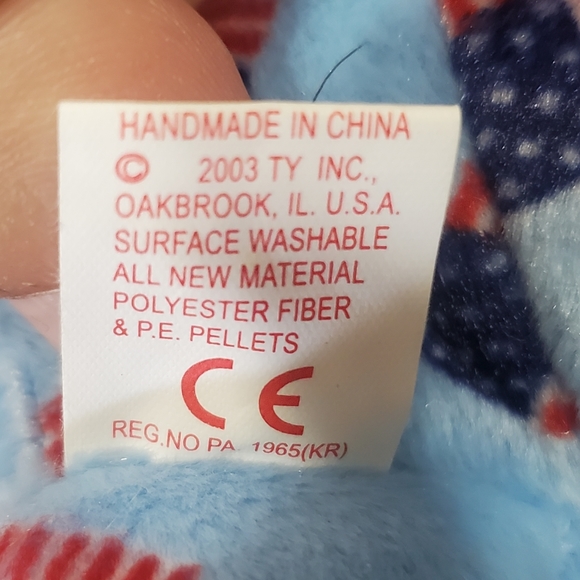 HANDMADE IN CHINA
© 2003 TY INC.,
OAKBROOK, IL. U.S.A.
SURFACE WASHABLE
ALL NEW MATERIAL
POLYESTER FIBER
& P.E. PELLETS
CE
REG.NO PA. 1965(KR)